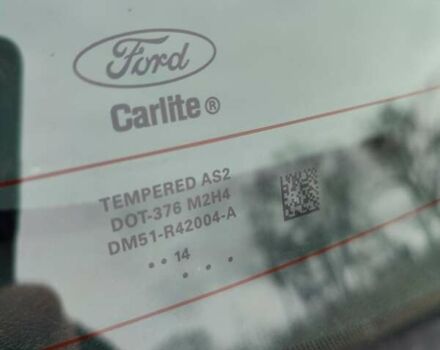 Ford
Carlite®
TEMPERED AS2
DOT-376 M2H4
DM51-R42004-A
• • 14
• • •